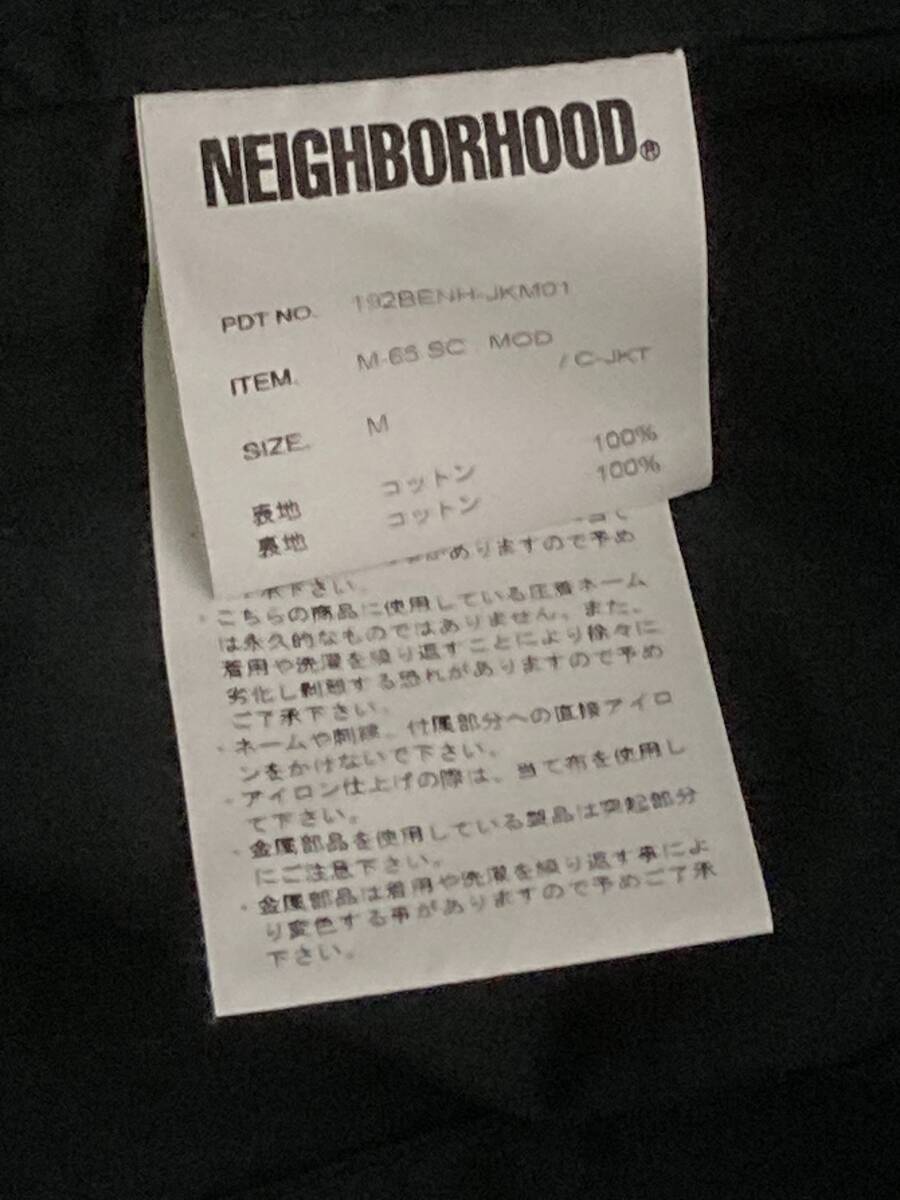 NEIGHBORHOOD®
PDT NO. 192BENH-JKM01
ITEM. M-65 SC MOD
/ C-JKT
SIZE. M
表地 コットン 100%
裏地 コットン 100%
がありますので予め
下さい。
・こちらの商品に使用している圧着ネーム
は永久的なものではありません。また、
着用や洗濯を繰り返すことにより徐々に
劣化し剥離する恐れがありますので予め
ご了承下さい。
・ネームや刺繍、付属部分への直接アイロ
ンをかけないで下さい。
・アイロン仕上げの際は、当て布を使用し
て下さい。
・金属部品を使用している製品は突起部分
にご注意下さい。
・金属部品は着用や洗濯を繰り返す事によ
り変色する事がありますので予めご了承
下さい。